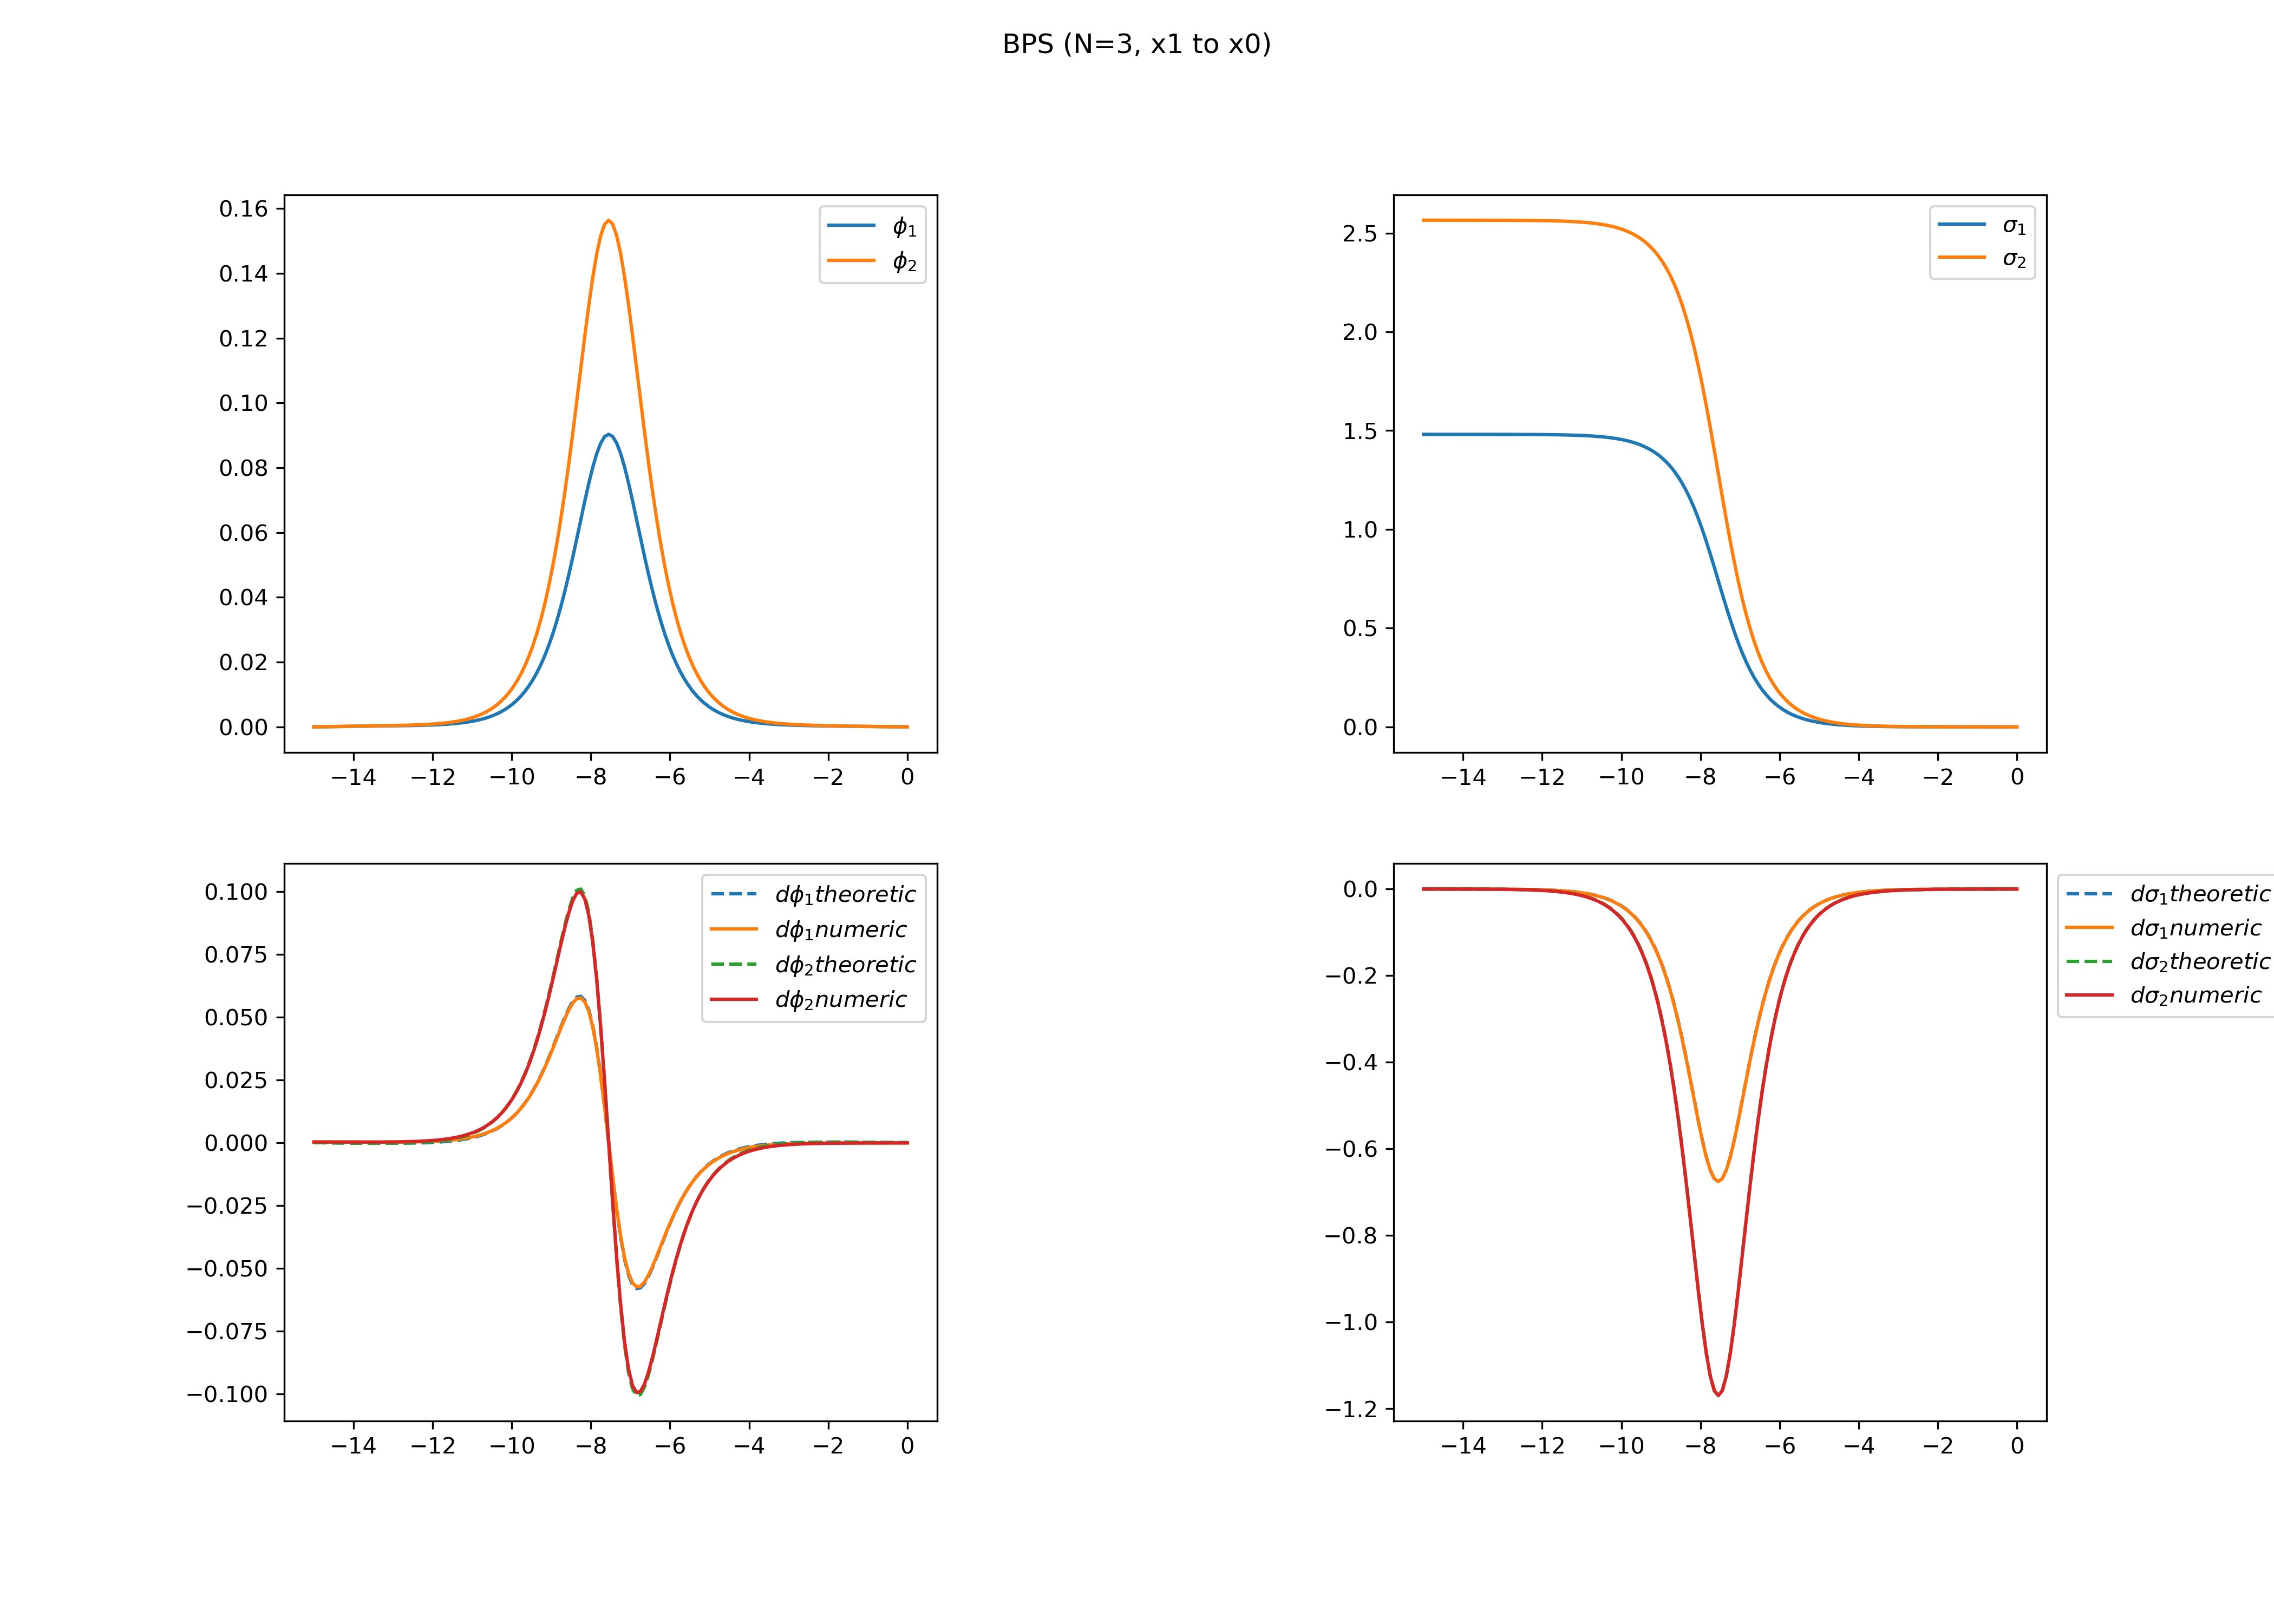 BPS (N=3, x1 to x0)
0.16
0.14
0.12
0.10
0.08
0.06
0.04
0.02
0.00
−14 −12 −10 −8 −6 −4 −2 0
ϕ₁
ϕ₂
2.5
2.0
1.5
1.0
0.5
0.0
−14 −12 −10 −8 −6 −4 −2 0
σ₁
σ₂
0.100
0.075
0.050
0.025
0.000
−0.025
−0.050
−0.075
−0.100
−14 −12 −10 −8 −6 −4 −2 0
dϕ₁theoretic
dϕ₁numeric
dϕ₂theoretic
dϕ₂numeric
0.0
−0.2
−0.4
−0.6
−0.8
−1.0
−1.2
−14 −12 −10 −8 −6 −4 −2 0
dσ₁theoretic
dσ₁numeric
dσ₂theoretic
dσ₂numeric